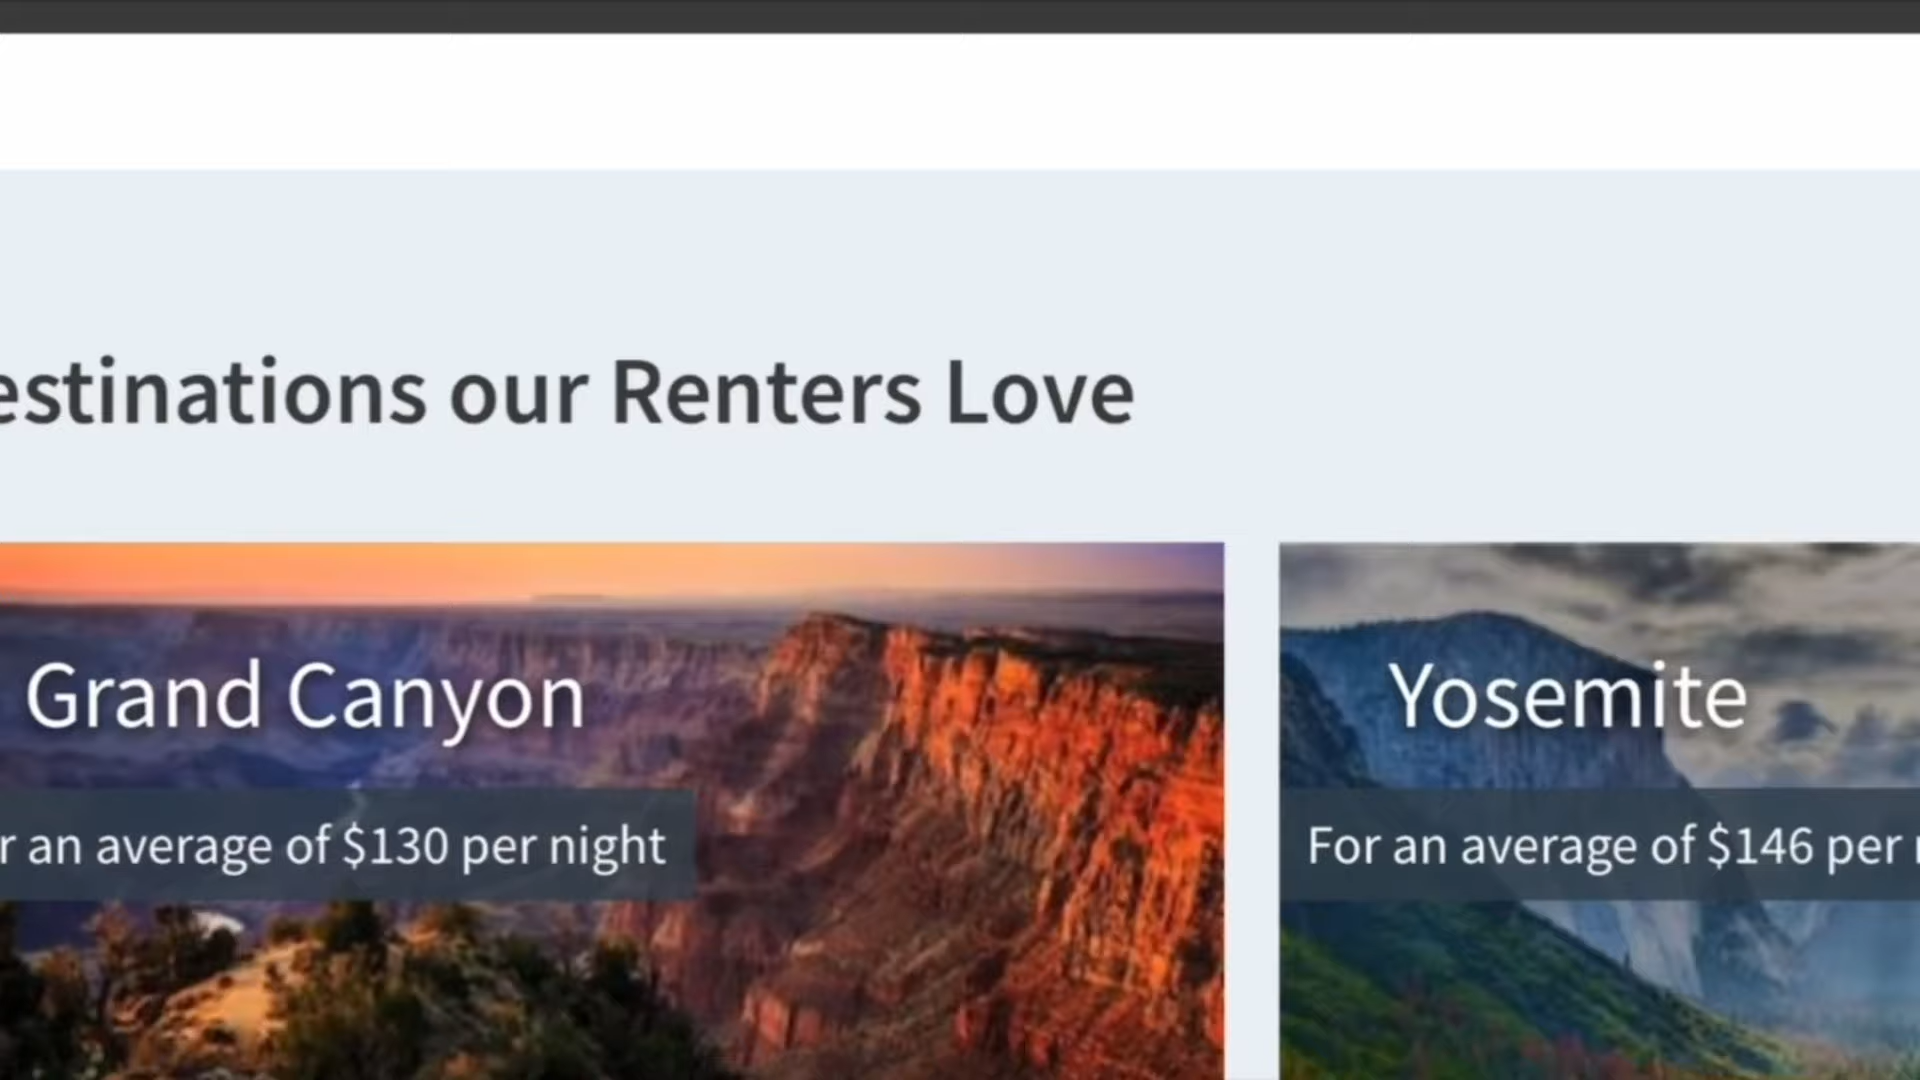 estinations our Renters Love
Grand Canyon
r an average of $130 per night
Yosemite
For an average of $146 per